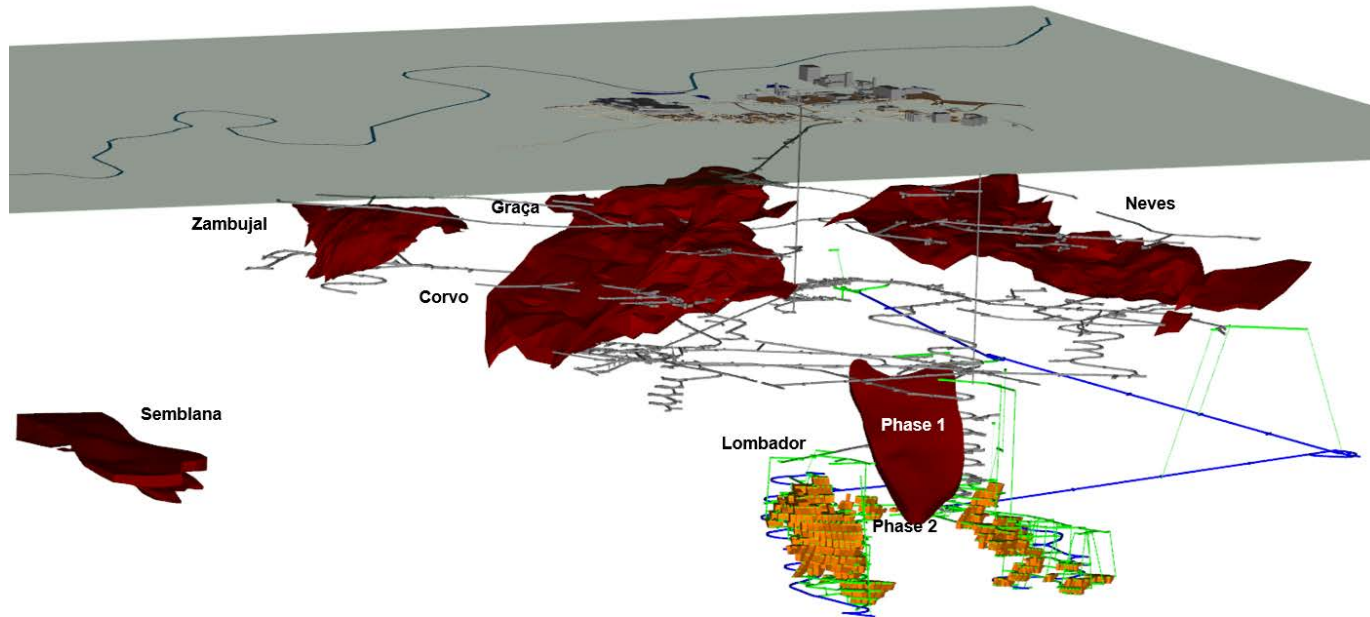 Zambujal
Graça
Neves
Corvo
Semblana
Phase 1
Lombador
Phase 2